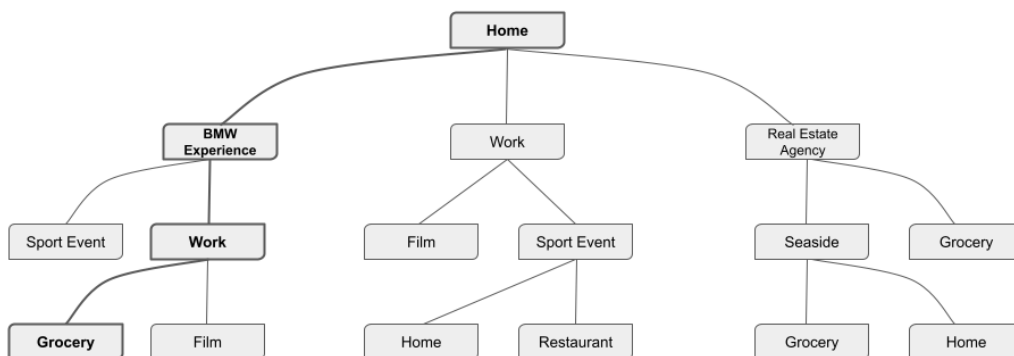 Home
BMW
Experience
Work
Real Estate
Agency
Sport Event
Work
Film
Sport Event
Seaside
Grocery
Grocery
Film
Home
Restaurant
Grocery
Home